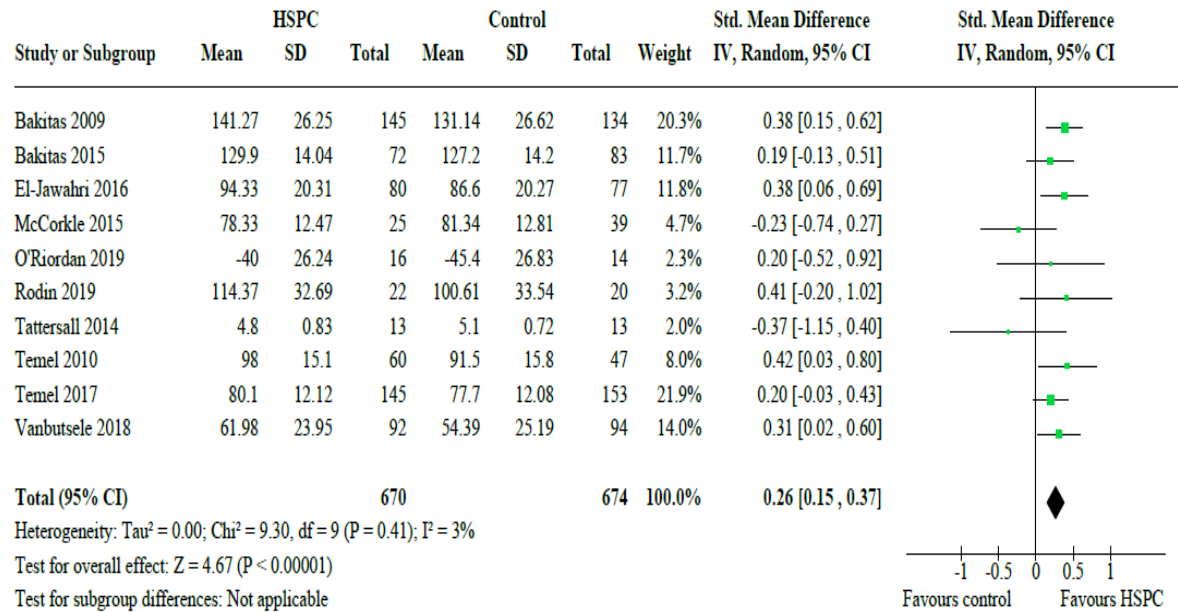 HSPC Control Std. Mean Difference Std. Mean Difference
Study or Subgroup Mean SD Total Mean SD Total Weight IV, Random, 95% CI IV, Random, 95% CI
Bakitas 2009 141.27 26.25 145 131.14 26.62 134 20.3% 0.38 [0.15 , 0.62]
Bakitas 2015 129.9 14.04 72 127.2 14.2 83 11.7% 0.19 [-0.13 , 0.51]
El-Jawahri 2016 94.33 20.31 80 86.6 20.27 77 11.8% 0.38 [0.06 , 0.69]
McCorkle 2015 78.33 12.47 25 81.34 12.81 39 4.7% -0.23 [-0.74 , 0.27]
O'Riordan 2019 -40 26.24 16 -45.4 26.83 14 2.3% 0.20 [-0.52 , 0.92]
Rodin 2019 114.37 32.69 22 100.61 33.54 20 3.2% 0.41 [-0.20 , 1.02]
Tattersall 2014 4.8 0.83 13 5.1 0.72 13 2.0% -0.37 [-1.15 , 0.40]
Temel 2010 98 15.1 60 91.5 15.8 47 8.0% 0.42 [0.03 , 0.80]
Temel 2017 80.1 12.12 145 77.7 12.08 153 21.9% 0.20 [-0.03 , 0.43]
Vanbutsele 2018 61.98 23.95 92 54.39 25.19 94 14.0% 0.31 [0.02 , 0.60]
Total (95% CI) 670 674 100.0% 0.26 [0.15 , 0.37]
Heterogeneity: Tau² = 0.00; Chi² = 9.30, df = 9 (P = 0.41); I² = 3%
Test for overall effect: Z = 4.67 (P < 0.00001)
Test for subgroup differences: Not applicable
-1 -0.5 0 0.5 1
Favours control Favours HSPC